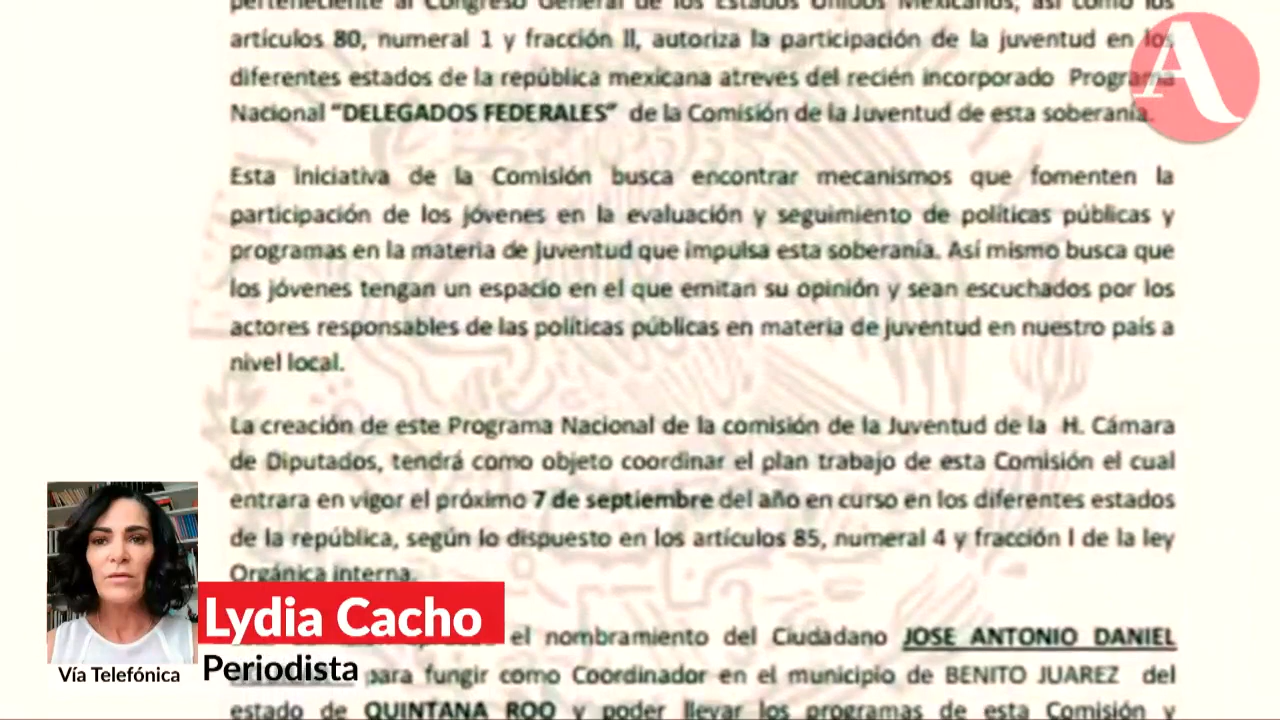 perteneciente al Congreso General de los Estados Unidos Mexicanos, así como los
artículos 80, numeral 1 y fracción II, autoriza la participación de la juventud en los
diferentes estados de la república mexicana atreves del recién incorporado Programa
Nacional "DELEGADOS FEDERALES" de la Comisión de la Juventud de esta soberanía.
Esta iniciativa de la Comisión busca encontrar mecanismos que fomenten la
participación de los jóvenes en la evaluación y seguimiento de políticas públicas y
programas en la materia de juventud que impulsa esta soberanía. Así mismo busca que
los jóvenes tengan un espacio en el que emitan su opinión y sean escuchados por los
actores responsables de las políticas públicas en materia de juventud en nuestro país a
nivel local.
La creación de este Programa Nacional de la comisión de la Juventud de la H. Cámara
de Diputados, tendrá como objeto coordinar el plan trabajo de esta Comisión el cual
entrara en vigor el próximo 7 de septiembre del año en curso en los diferentes estados
de la república, según lo dispuesto en los artículos 85, numeral 4 y fracción I de la ley
Orgánica interna.
el nombramiento del Ciudadano JOSE ANTONIO DANIEL
para fungir como Coordinador en el municipio de BENITO JUAREZ del
estado de QUINTANA ROO y poder llevar los programas de esta Comisión y
A
Lydia Cacho
Periodista
Vía Telefónica